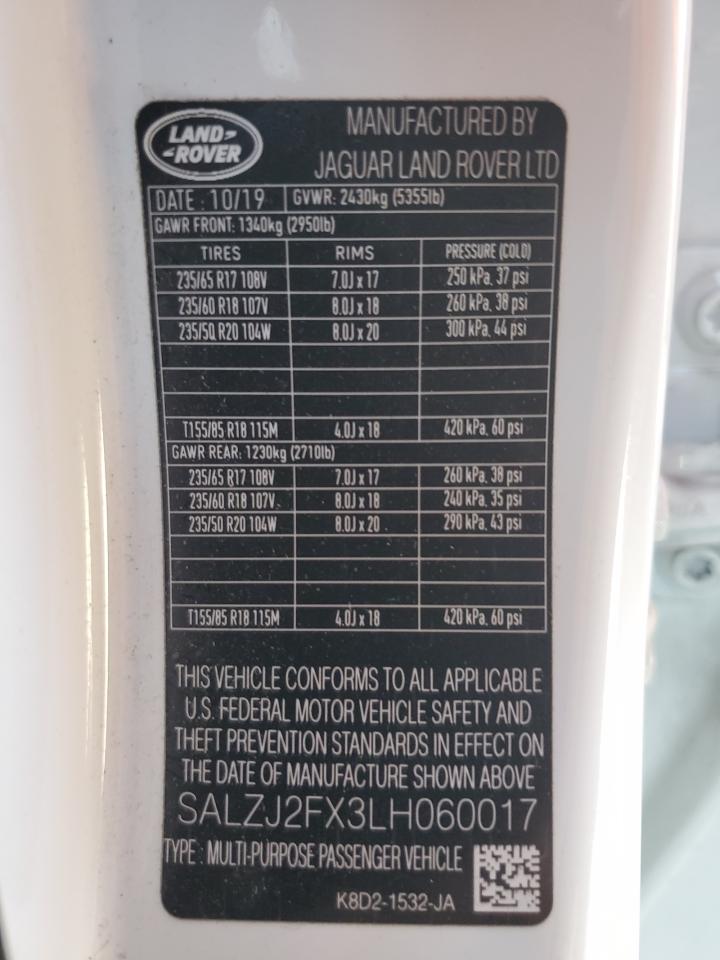 LAND-
-ROVER
MANUFACTURED BY
JAGUAR LAND ROVER LTD
DATE : 10/19 GVWR: 2430kg (5355lb)
GAWR FRONT: 1340kg (2950lb)
TIRES RIMS PRESSURE (COLD)
235/65 R17 108V 7.0J x 17 250 kPa, 37 psi
235/60 R18 107V 8.0J x 18 260 kPa, 38 psi
235/50 R20 104W 8.0J x 20 300 kPa, 44 psi
T155/85 R18 115M 4.0J x 18 420 kPa, 60 psi
GAWR REAR: 1230kg (2710lb)
235/65 R17 108V 7.0J x 17 260 kPa, 38 psi
235/60 R18 107V 8.0J x 18 240 kPa, 35 psi
235/50 R20 104W 8.0J x 20 290 kPa, 43 psi
T155/85 R18 115M 4.0J x 18 420 kPa, 60 psi
THIS VEHICLE CONFORMS TO ALL APPLICABLE
U.S. FEDERAL MOTOR VEHICLE SAFETY AND
THEFT PREVENTION STANDARDS IN EFFECT ON
THE DATE OF MANUFACTURE SHOWN ABOVE
SALZJ2FX3LH060017
TYPE : MULTI-PURPOSE PASSENGER VEHICLE
K8D2-1532-JA